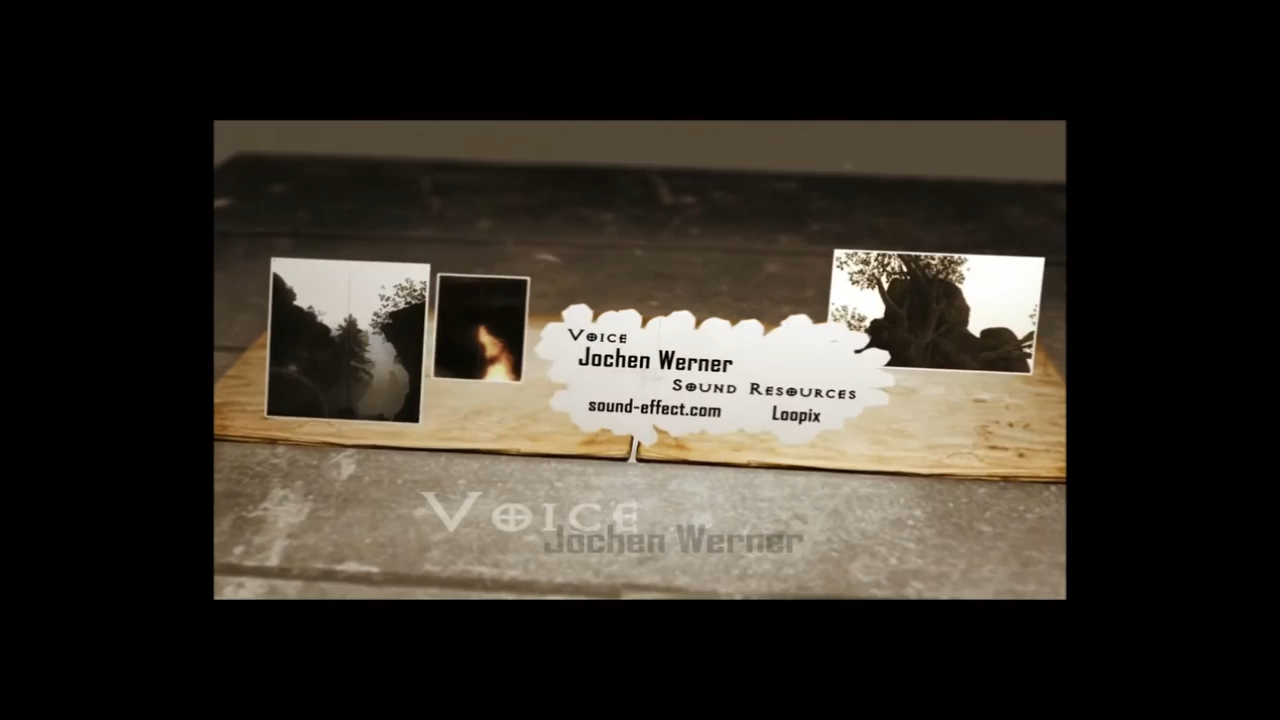 Voice
Jochen Werner
Sound Resources
sound-effect.com Loopix
Voice
Jochen Werner